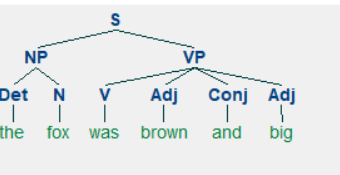 S
NP VP
Det N V Adj Conj Adj
the fox was brown and big